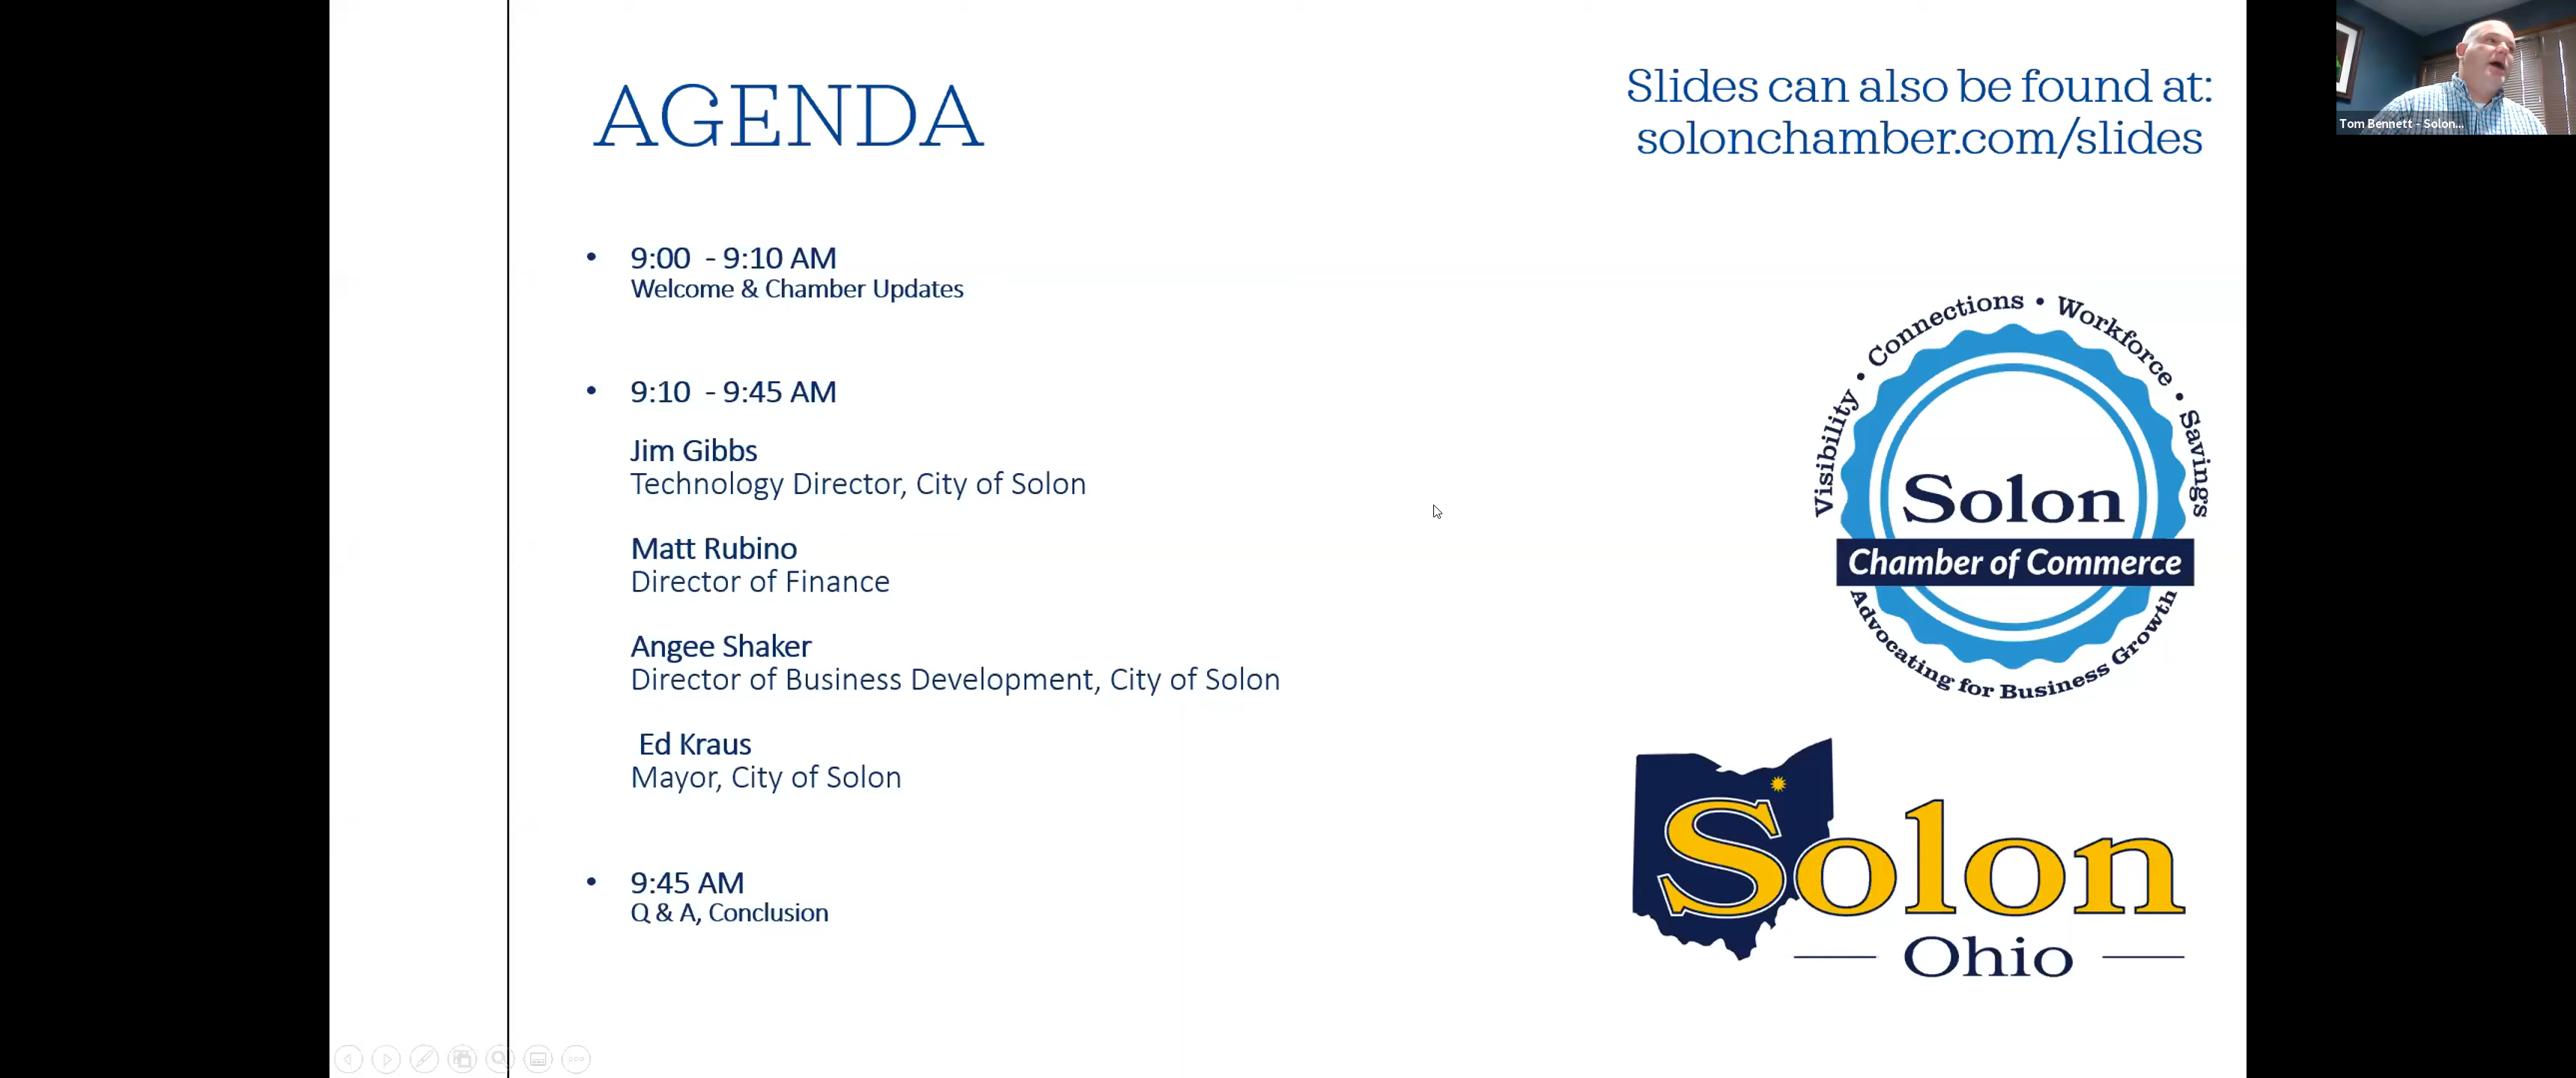 AGENDA
Slides can also be found at:
solonchamber.com/slides
Tom Bennett - Solon...
• 9:00 - 9:10 AM
Welcome & Chamber Updates
• 9:10 - 9:45 AM
Jim Gibbs
Technology Director, City of Solon
Matt Rubino
Director of Finance
Angee Shaker
Director of Business Development, City of Solon
Ed Kraus
Mayor, City of Solon
• 9:45 AM
Q & A, Conclusion
Visibility • Connections • Workforce • Savings
Solon
Chamber of Commerce
Advocating for Business Growth
Solon
Ohio